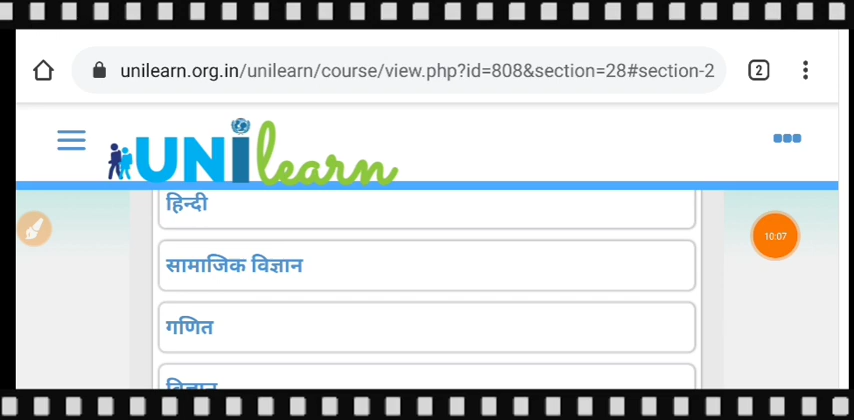 unilearn.org.in/unilearn/course/view.php?id=808&section=28#section-2
2
UNilearn
हिन्दी
सामाजिक विज्ञान
10:07
गणित
विज्ञान